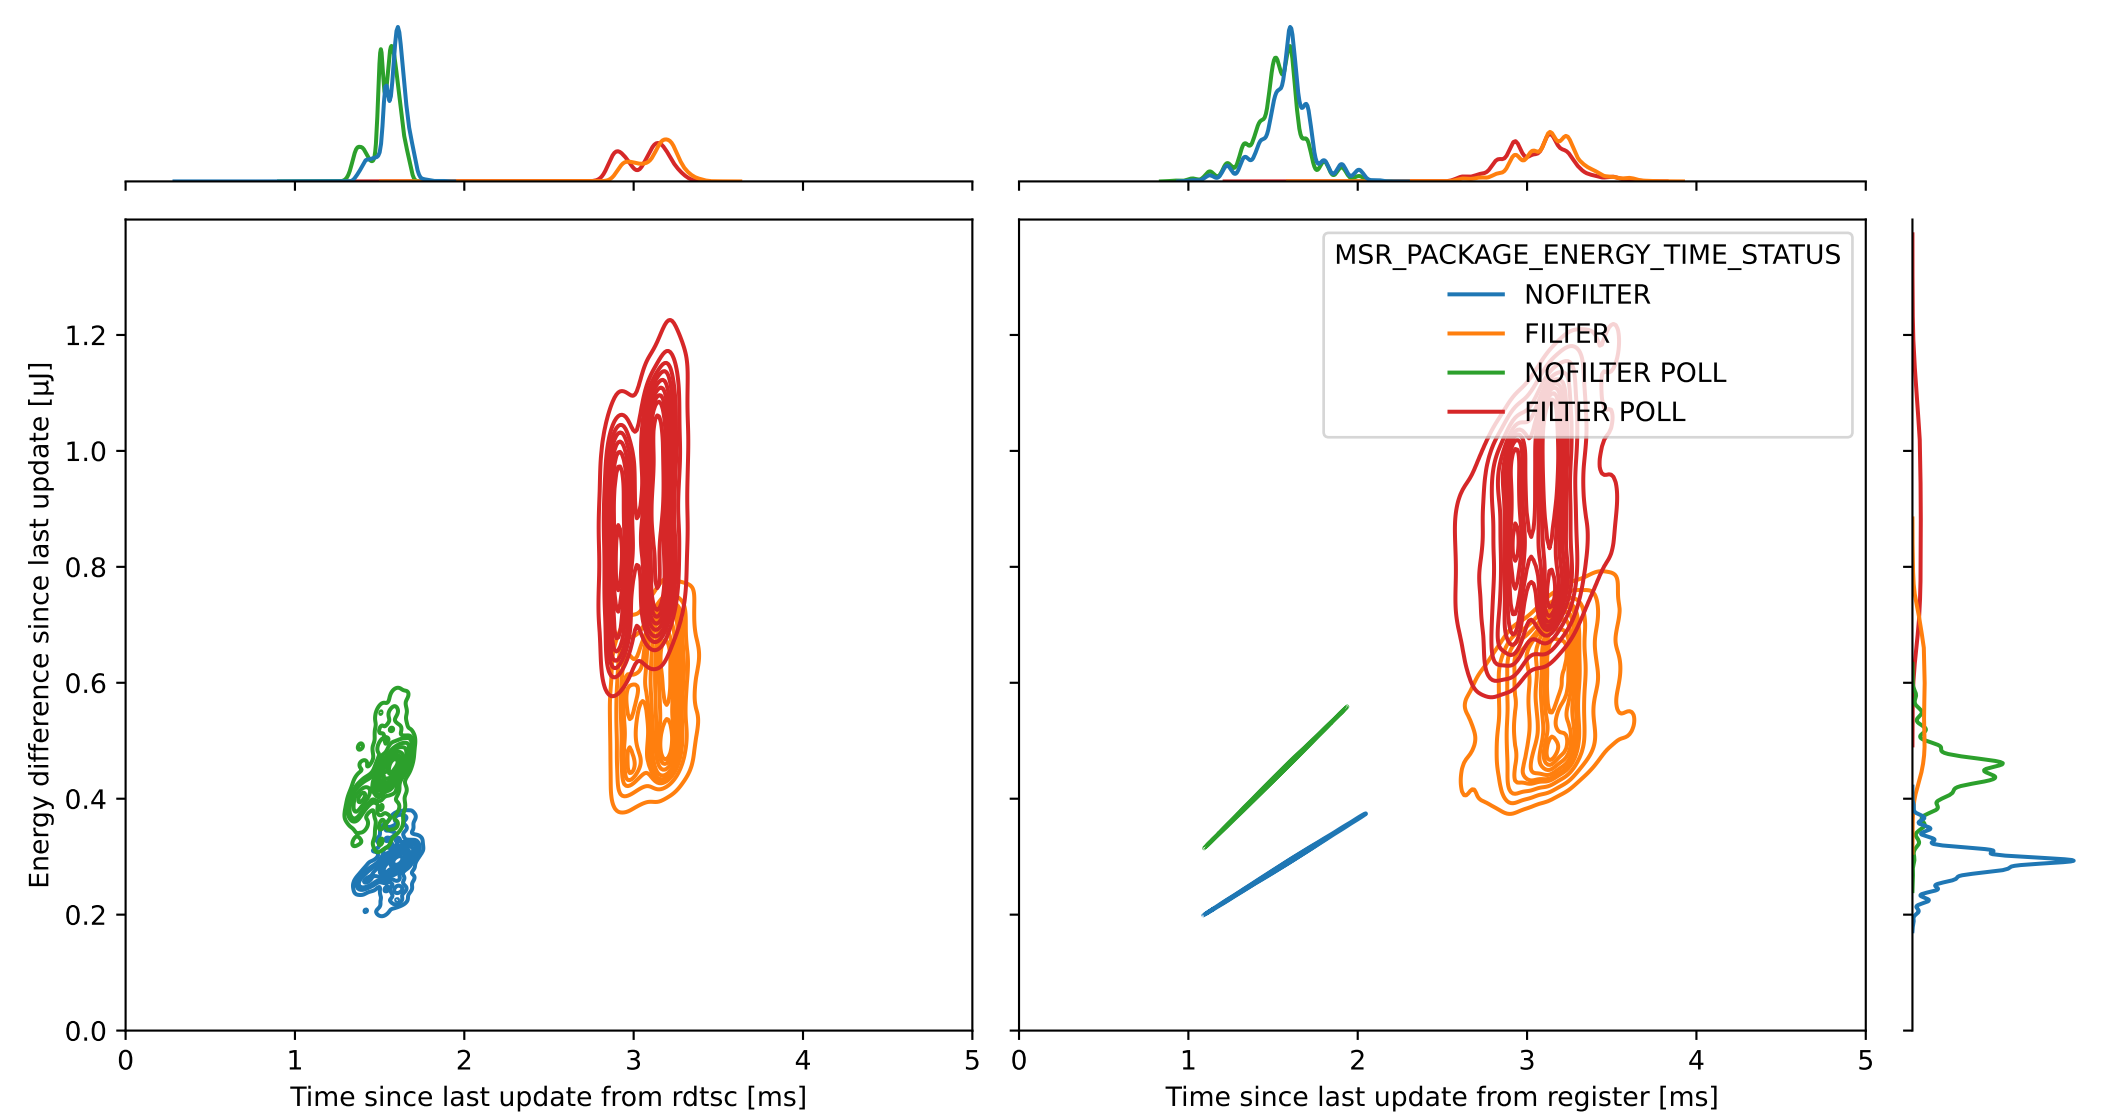 MSR_PACKAGE_ENERGY_TIME_STATUS
NOFILTER
FILTER
NOFILTER POLL
FILTER POLL
Energy difference since last update [µJ]
1.2
1.0
0.8
0.6
0.4
0.2
0.0
0 1 2 3 4 5
0 1 2 3 4 5
Time since last update from rdtsc [ms]
Time since last update from register [ms]